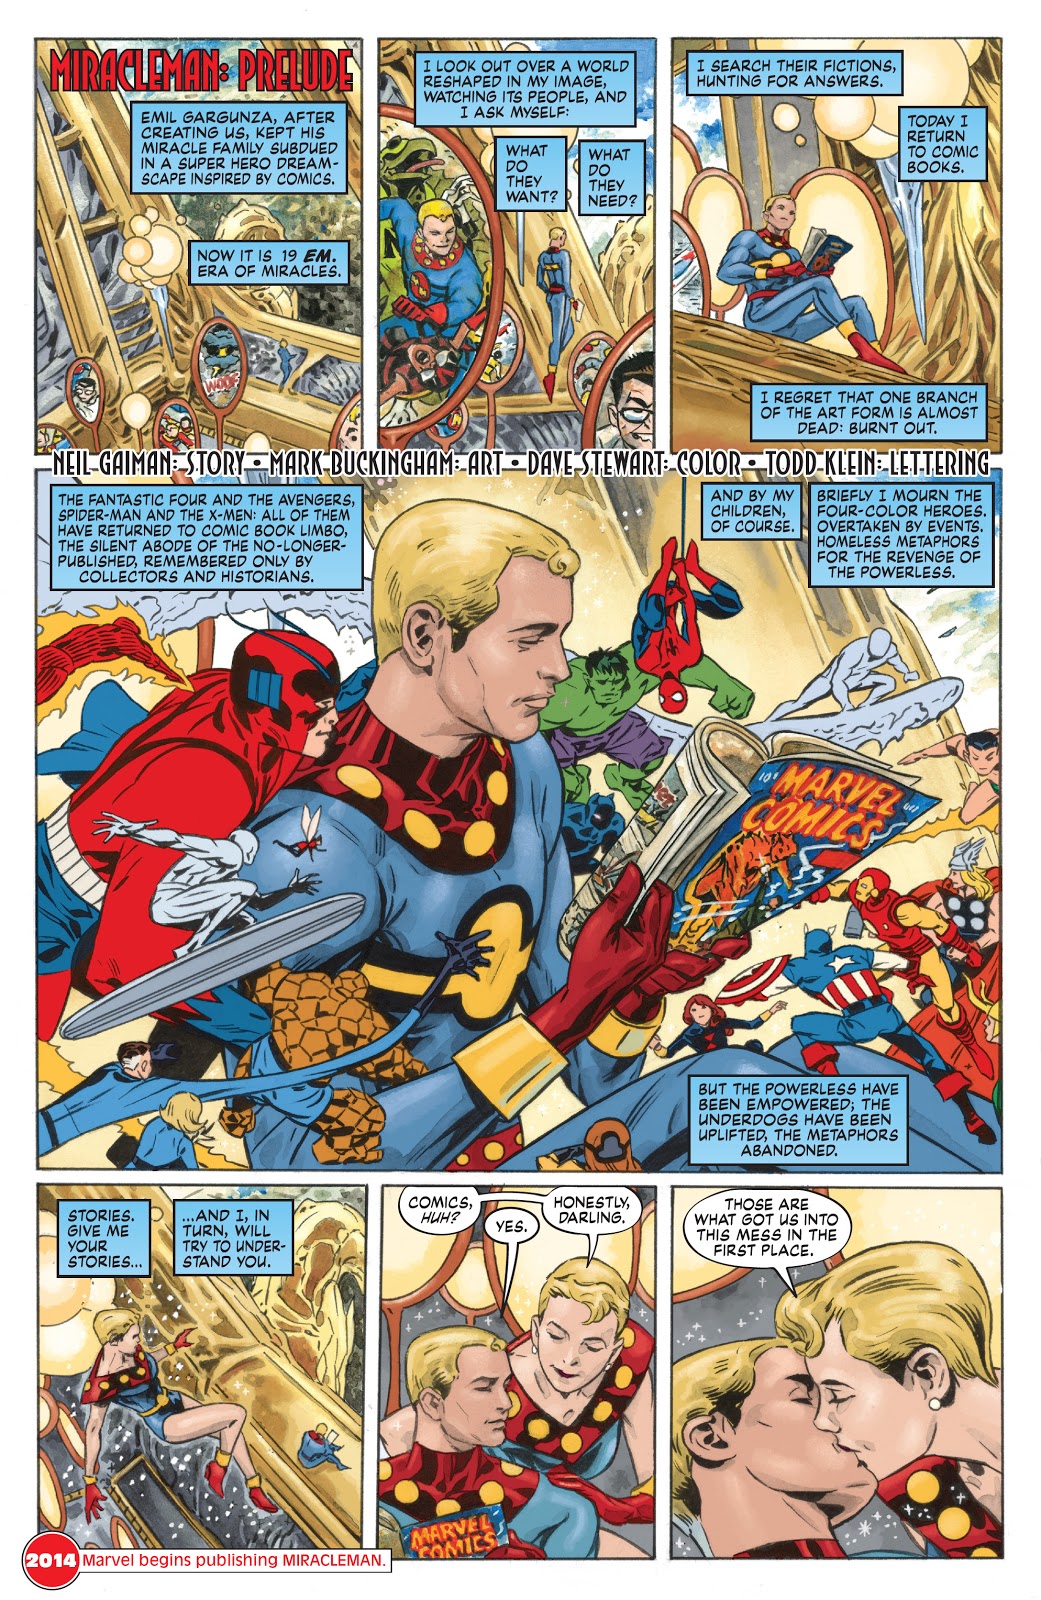 MIRACLEMAN: PRELUDE
EMIL GARGUNZA, AFTER
CREATING US, KEPT HIS
MIRACLE FAMILY SUBDUED
IN A SUPER HERO DREAM-
SCAPE INSPIRED BY COMICS.
NOW IT IS 19 EM.
ERA OF MIRACLES.
WOOF
I LOOK OUT OVER A WORLD
RESHAPED IN MY IMAGE,
WATCHING ITS PEOPLE, AND
I ASK MYSELF:
WHAT
DO
THEY
WANT?
WHAT
DO
THEY
NEED?
I SEARCH THEIR FICTIONS,
HUNTING FOR ANSWERS.
TODAY I
RETURN
TO COMIC
BOOKS.
I REGRET THAT ONE BRANCH
OF THE ART FORM IS ALMOST
DEAD: BURNT OUT.
NEIL GAIMAN: STORY • MARK BUCKINGHAM: ART • DAVE STEWART: COLOR • TODD KLEIN: LETTERING
THE FANTASTIC FOUR AND THE AVENGERS,
SPIDER-MAN AND THE X-MEN: ALL OF THEM
HAVE RETURNED TO COMIC BOOK LIMBO,
THE SILENT ABODE OF THE NO-LONGER-
PUBLISHED, REMEMBERED ONLY BY
COLLECTORS AND HISTORIANS.
AND BY MY
CHILDREN,
OF COURSE.
BRIEFLY I MOURN THE
FOUR-COLOR HEROES.
OVERTAKEN BY EVENTS.
HOMELESS METAPHORS
FOR THE REVENGE OF
THE POWERLESS.
10¢
MARVEL
COMICS
BUT THE POWERLESS HAVE
BEEN EMPOWERED; THE
UNDERDOGS HAVE BEEN
UPLIFTED, THE METAPHORS
ABANDONED.
STORIES.
GIVE ME
YOUR
STORIES...
...AND I, IN
TURN, WILL
TRY TO UNDER-
STAND YOU.
COMICS,
HUH?
YES.
HONESTLY,
DARLING.
MARVEL
COMICS
THOSE ARE
WHAT GOT US INTO
THIS MESS IN THE
FIRST PLACE.
2014 Marvel begins publishing MIRACLEMAN.